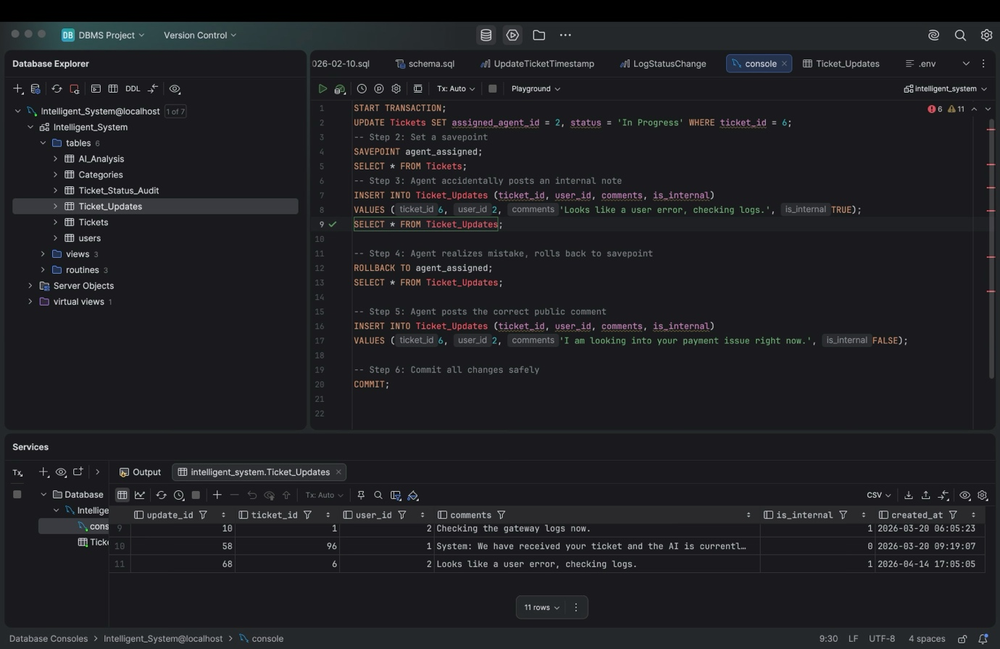 DB DBMS Project Version Control
Database Explorer
DDL
Intelligent_System@localhost 1 of 7
Intelligent_System
tables 6
AI_Analysis
Categories
Ticket_Status_Audit
Ticket_Updates
Tickets
users
views 3
routines 3
Server Objects
virtual views 1
026-02-10.sql schema.sql UpdateTicketTimestamp LogStatusChange console Ticket_Updates .env
Tx: Auto Playground intelligent_system
6 11
1 START TRANSACTION;
2 UPDATE Tickets SET assigned_agent_id = 2, status = 'In Progress' WHERE ticket_id = 6;
3 -- Step 2: Set a savepoint
4 SAVEPOINT agent_assigned;
5 SELECT * FROM Tickets;
6 -- Step 3: Agent accidentally posts an internal note
7 INSERT INTO Ticket_Updates (ticket_id, user_id, comments, is_internal)
8 VALUES ( ticket_id 6, user_id 2, comments 'Looks like a user error, checking logs.', is_internal TRUE);
9 SELECT * FROM Ticket_Updates;
10
11 -- Step 4: Agent realizes mistake, rolls back to savepoint
12 ROLLBACK TO agent_assigned;
13 SELECT * FROM Ticket_Updates;
14
15 -- Step 5: Agent posts the correct public comment
16 INSERT INTO Ticket_Updates (ticket_id, user_id, comments, is_internal)
17 VALUES ( ticket_id 6, user_id 2, comments 'I am looking into your payment issue right now.', is_internal FALSE);
18
19 -- Step 6: Commit all changes safely
20 COMMIT;
21
22
Services
Tx
Database
Intellige
cons
Ticke
Output intelligent_system.Ticket_Updates
Tx: Auto CSV
update_id ticket_id user_id comments is_internal created_at
9 10 1 2 Checking the gateway logs now. 1 2026-03-20 06:05:23
10 58 96 1 System: We have received your ticket and the AI is currentl… 0 2026-03-20 09:19:07
11 68 6 2 Looks like a user error, checking logs. 1 2026-04-14 17:05:05
11 rows
Database Consoles > Intelligent_System@localhost > console 9:30 LF UTF-8 4 spaces